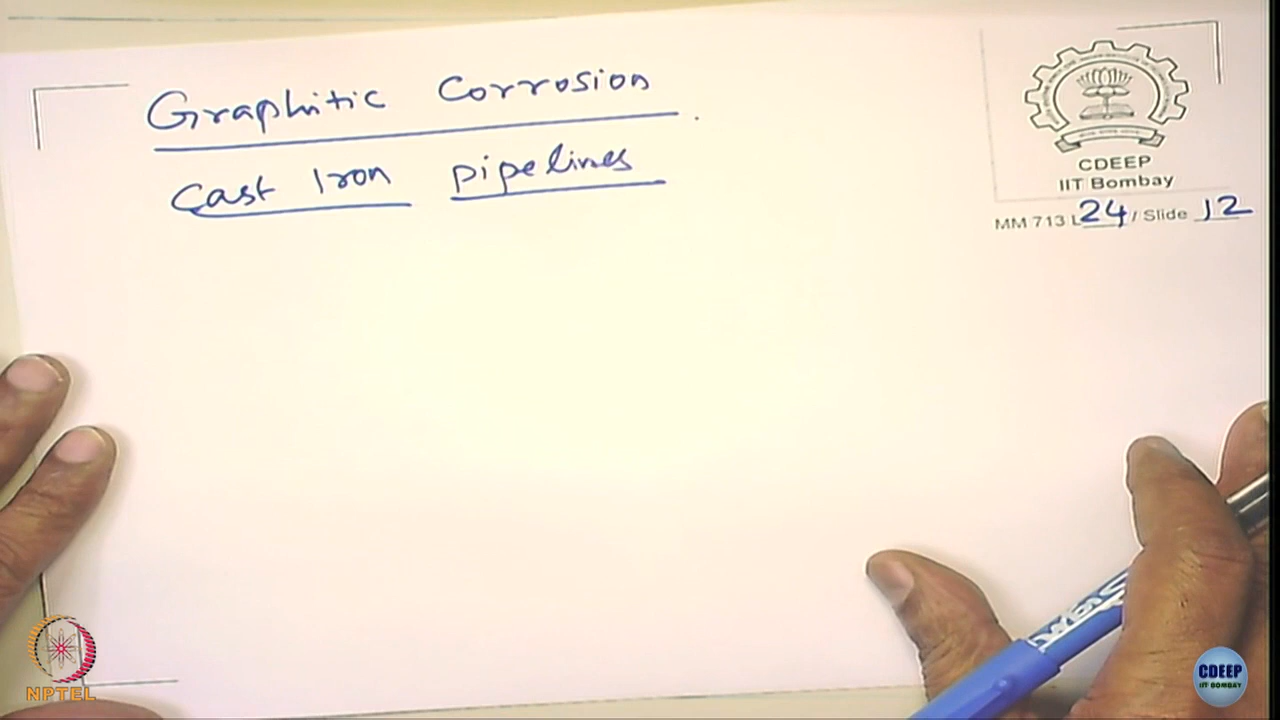 Graphitic Corrosion.
Cast Iron pipelines
CDEEP
IIT Bombay
MM 713 L24 / Slide 12
NPTEL
CDEEP
IIT BOMBAY